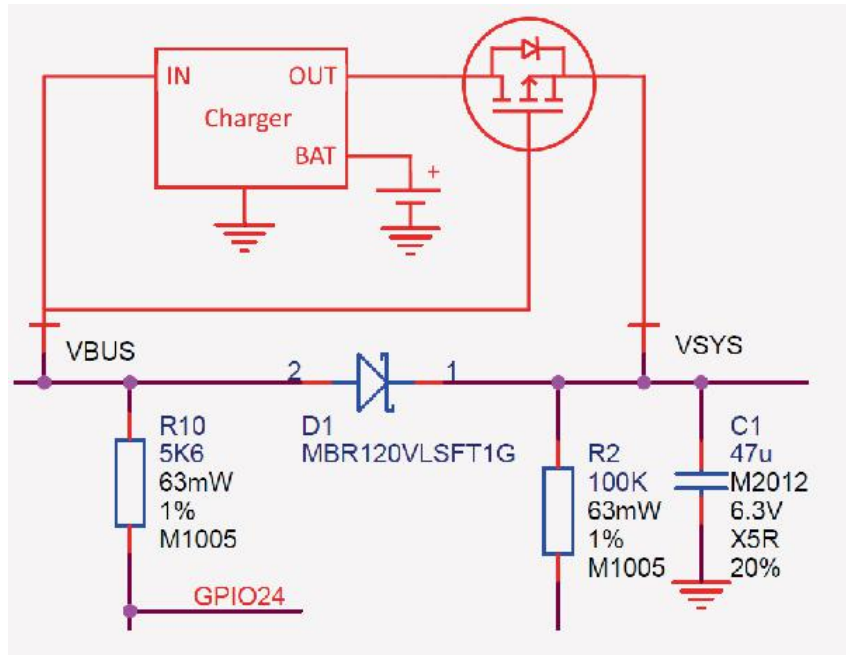 IN
OUT
Charger
BAT
+
VBUS
VSYS
2
1
R10
5K6
63mW
1%
M1005
D1
MBR120VLSFT1G
R2
100K
63mW
1%
M1005
C1
47u
M2012
6.3V
X5R
20%
GPIO24